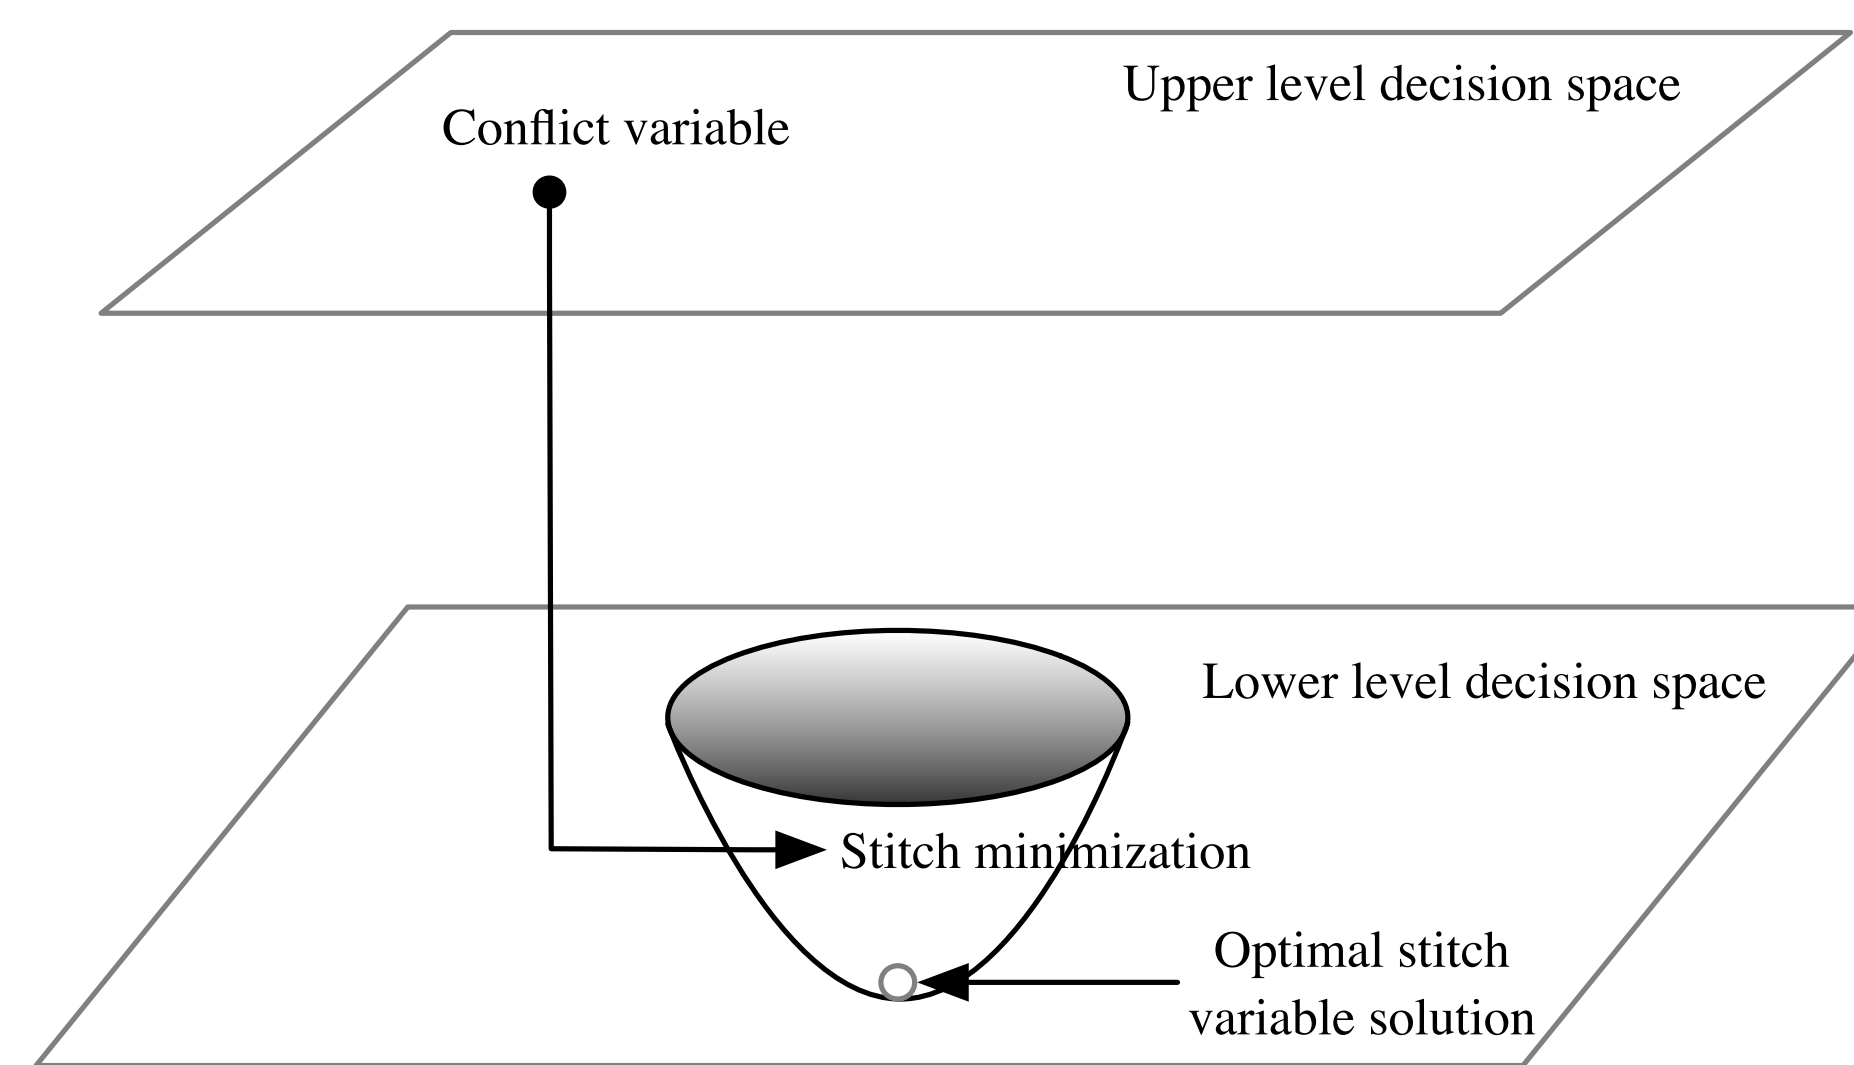 Upper level decision space
Conflict variable
Lower level decision space
Stitch minimization
Optimal stitch
variable solution